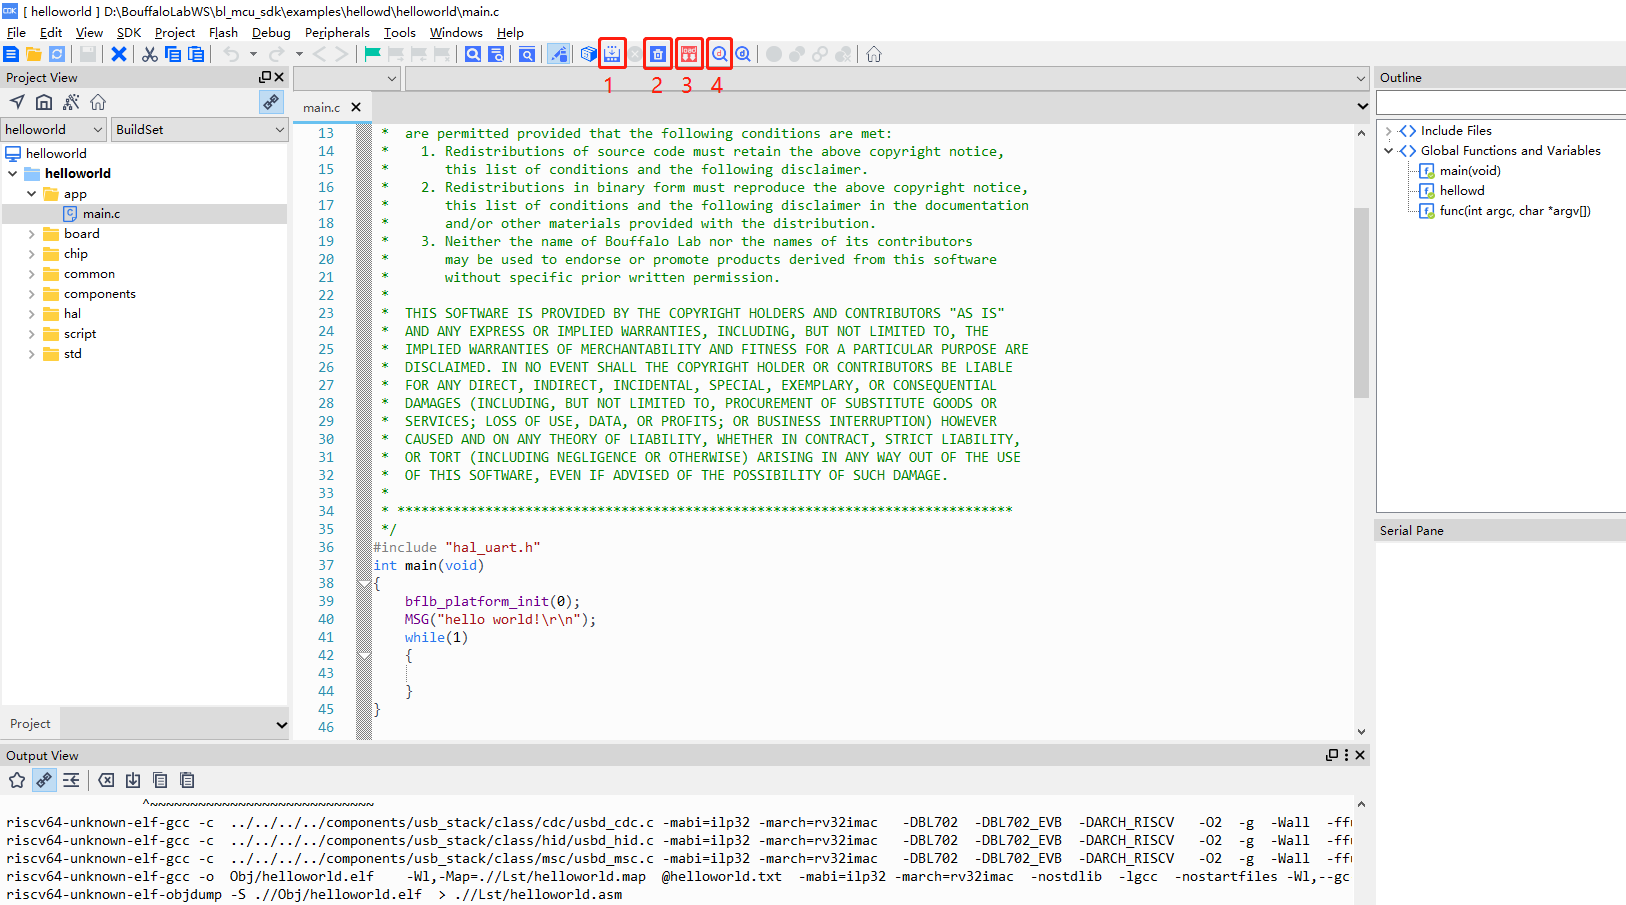 CDK [ helloworld ] D:\BouffaloLabWS\bl_mcu_sdk\examples\hellowd\helloworld\main.c
File Edit View SDK Project Flash Debug Peripherals Tools Windows Help
load d d
1 2 3 4
Project View
helloworld BuildSet
helloworld
helloworld
app
main.c
board
chip
common
components
hal
script
std
Project
main.c
13 * are permitted provided that the following conditions are met:
14 * 1. Redistributions of source code must retain the above copyright notice,
15 * this list of conditions and the following disclaimer.
16 * 2. Redistributions in binary form must reproduce the above copyright notice,
17 * this list of conditions and the following disclaimer in the documentation
18 * and/or other materials provided with the distribution.
19 * 3. Neither the name of Bouffalo Lab nor the names of its contributors
20 * may be used to endorse or promote products derived from this software
21 * without specific prior written permission.
22 *
23 * THIS SOFTWARE IS PROVIDED BY THE COPYRIGHT HOLDERS AND CONTRIBUTORS "AS IS"
24 * AND ANY EXPRESS OR IMPLIED WARRANTIES, INCLUDING, BUT NOT LIMITED TO, THE
25 * IMPLIED WARRANTIES OF MERCHANTABILITY AND FITNESS FOR A PARTICULAR PURPOSE ARE
26 * DISCLAIMED. IN NO EVENT SHALL THE COPYRIGHT HOLDER OR CONTRIBUTORS BE LIABLE
27 * FOR ANY DIRECT, INDIRECT, INCIDENTAL, SPECIAL, EXEMPLARY, OR CONSEQUENTIAL
28 * DAMAGES (INCLUDING, BUT NOT LIMITED TO, PROCUREMENT OF SUBSTITUTE GOODS OR
29 * SERVICES; LOSS OF USE, DATA, OR PROFITS; OR BUSINESS INTERRUPTION) HOWEVER
30 * CAUSED AND ON ANY THEORY OF LIABILITY, WHETHER IN CONTRACT, STRICT LIABILITY,
31 * OR TORT (INCLUDING NEGLIGENCE OR OTHERWISE) ARISING IN ANY WAY OUT OF THE USE
32 * OF THIS SOFTWARE, EVEN IF ADVISED OF THE POSSIBILITY OF SUCH DAMAGE.
33 *
34 * *****************************************************************************
35 */
36 #include "hal_uart.h"
37 int main(void)
38 {
39 bflb_platform_init(0);
40 MSG("hello world!\r\n");
41 while(1)
42 {
43
44 }
45 }
46
Outline
Include Files
Global Functions and Variables
main(void)
hellowd
func(int argc, char *argv[])
Serial Pane
Output View
^~~~~~~~~~~~~~~~~~~~~~~~~~~~~
riscv64-unknown-elf-gcc -c ../../../../components/usb_stack/class/cdc/usbd_cdc.c -mabi=ilp32 -march=rv32imac -DBL702 -DBL702_EVB -DARCH_RISCV -O2 -g -Wall -ffu
riscv64-unknown-elf-gcc -c ../../../../components/usb_stack/class/hid/usbd_hid.c -mabi=ilp32 -march=rv32imac -DBL702 -DBL702_EVB -DARCH_RISCV -O2 -g -Wall -ffu
riscv64-unknown-elf-gcc -c ../../../../components/usb_stack/class/msc/usbd_msc.c -mabi=ilp32 -march=rv32imac -DBL702 -DBL702_EVB -DARCH_RISCV -O2 -g -Wall -ffu
riscv64-unknown-elf-gcc -o Obj/helloworld.elf -Wl,-Map=.//Lst/helloworld.map @helloworld.txt -mabi=ilp32 -march=rv32imac -nostdlib -lgcc -nostartfiles -Wl,--gc
riscv64-unknown-elf-objdump -S .//Obj/helloworld.elf > .//Lst/helloworld.asm